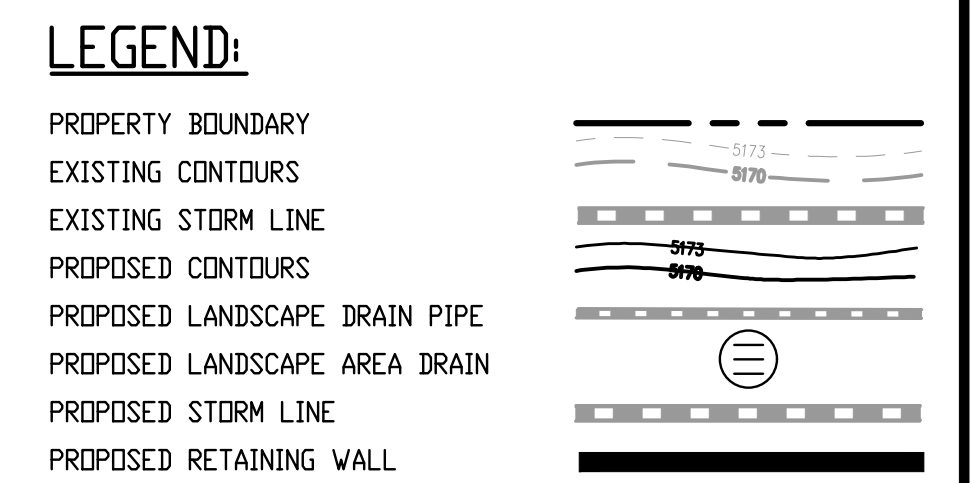 LEGEND:
PROPERTY BOUNDARY
5173
EXISTING CONTOURS
5170
EXISTING STORM LINE
5173
PROPOSED CONTOURS
5170
PROPOSED LANDSCAPE DRAIN PIPE
PROPOSED LANDSCAPE AREA DRAIN
PROPOSED STORM LINE
PROPOSED RETAINING WALL